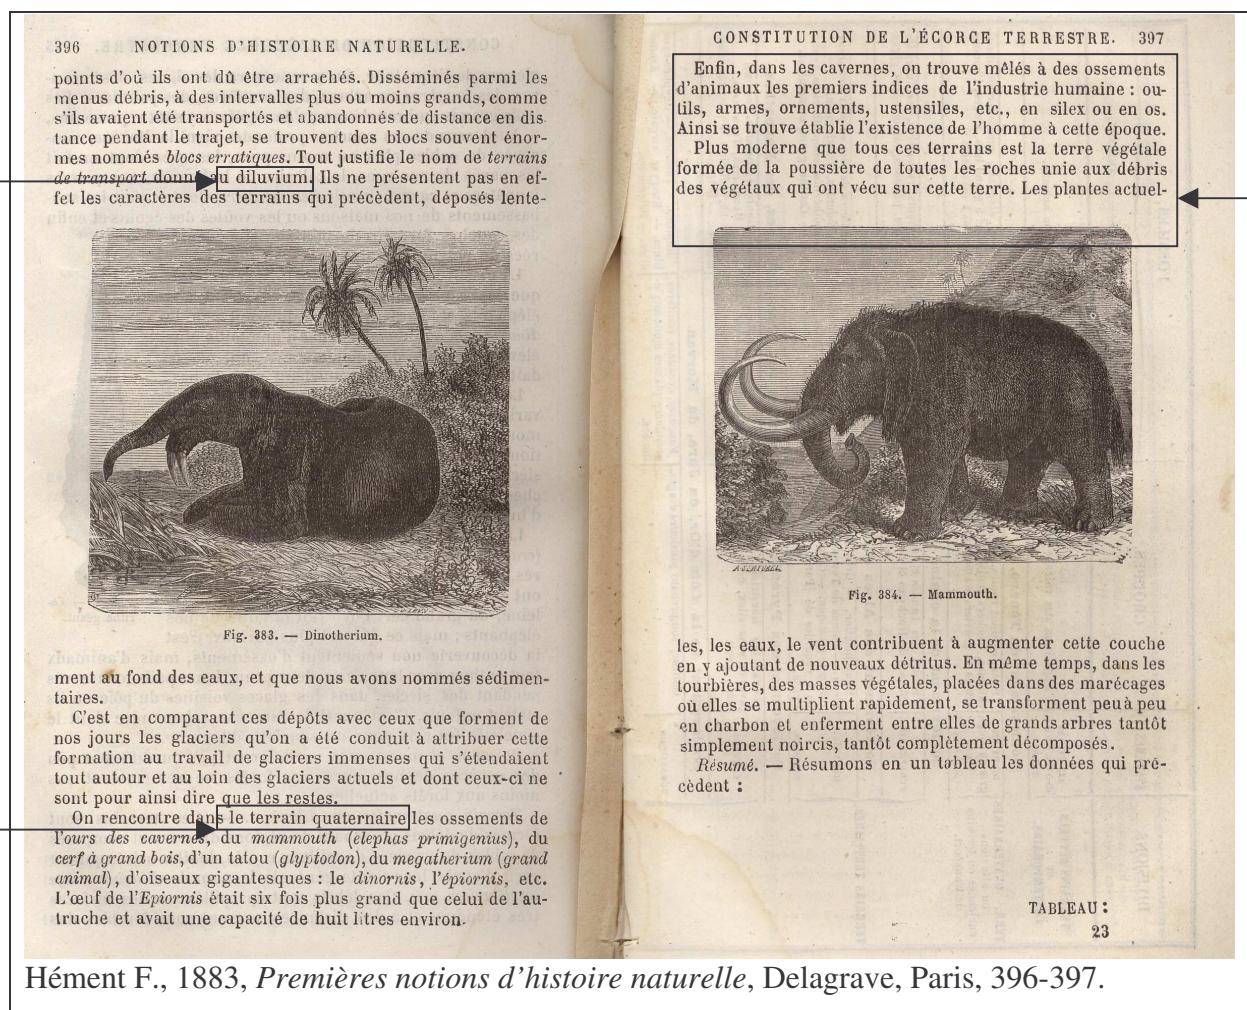 396 NOTIONS D'HISTOIRE NATURELLE.
points d'où ils ont dû être arrachés. Disséminés parmi les
menus débris, à des intervalles plus ou moins grands, comme
s'ils avaient été transportés et abandonnés de distance en dis
tance pendant le trajet, se trouvent des blocs souvent énor-
mes nommés blocs erratiques. Tout justifie le nom de terrains
de transport donné au diluvium. Ils ne présentent pas en ef-
fet les caractères des terrains qui précèdent, déposés lente-
Fig. 383. — Dinotherium.
ment au fond des eaux, et que nous avons nommés sédimen-
taires.
C'est en comparant ces dépôts avec ceux que forment de
nos jours les glaciers qu'on a été conduit à attribuer cette
formation au travail de glaciers immenses qui s'étendaient
tout autour et au loin des glaciers actuels et dont ceux-ci ne
sont pour ainsi dire que les restes.
On rencontre dans le terrain quaternaire les ossements de
l'ours des cavernes, du mammouth (elephas primigenius), du
cerf à grand bois, d'un tatou (glyptodon), du megatherium (grand
animal), d'oiseaux gigantesques : le dinornis, l'épiornis, etc.
L'œuf de l'Epiornis était six fois plus grand que celui de l'au-
truche et avait une capacité de huit litres environ.
CONSTITUTION DE L'ÉCORCE TERRESTRE. 397
Enfin, dans les cavernes, on trouve mêlés à des ossements
d'animaux les premiers indices de l'industrie humaine : ou-
tils, armes, ornements, ustensiles, etc., en silex ou en os.
Ainsi se trouve établie l'existence de l'homme à cette époque.
Plus moderne que tous ces terrains est la terre végétale
formée de la poussière de toutes les roches unie aux débris
des végétaux qui ont vécu sur cette terre. Les plantes actuel-
Fig. 384. — Mammouth.
les, les eaux, le vent contribuent à augmenter cette couche
en y ajoutant de nouveaux détritus. En même temps, dans les
tourbières, des masses végétales, placées dans des marécages
où elles se multiplient rapidement, se transforment peu à peu
en charbon et enferment entre elles de grands arbres tantôt
simplement noircis, tantôt complètement décomposés.
Résumé. — Résumons en un tableau les données qui pré-
cèdent :
TABLEAU :
23
Hément F., 1883, Premières notions d'histoire naturelle, Delagrave, Paris, 396-397.